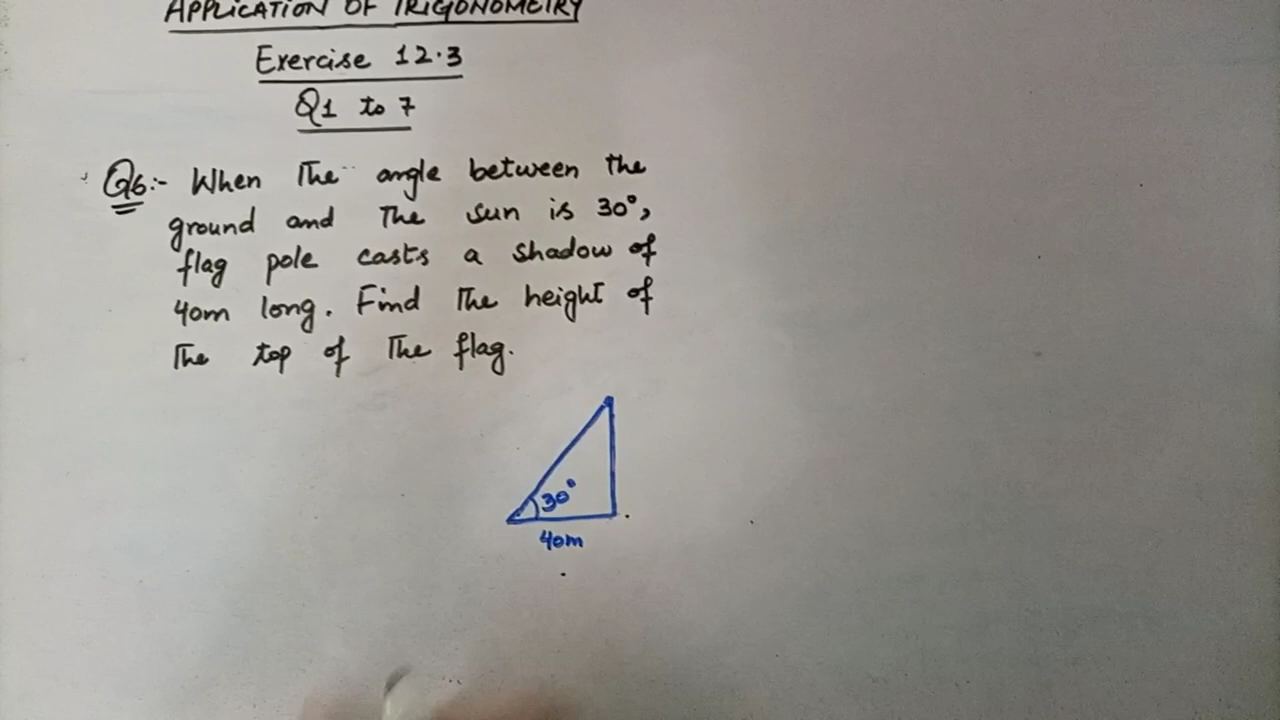 APPLICATION OF TRIGONOMETRY
Exercise 12.3
Q1 to 7
Q6:- When The angle between the
ground and The sun is 30°,
flag pole casts a shadow of
40m long. Find The height of
The top of The flag.
30°
40m